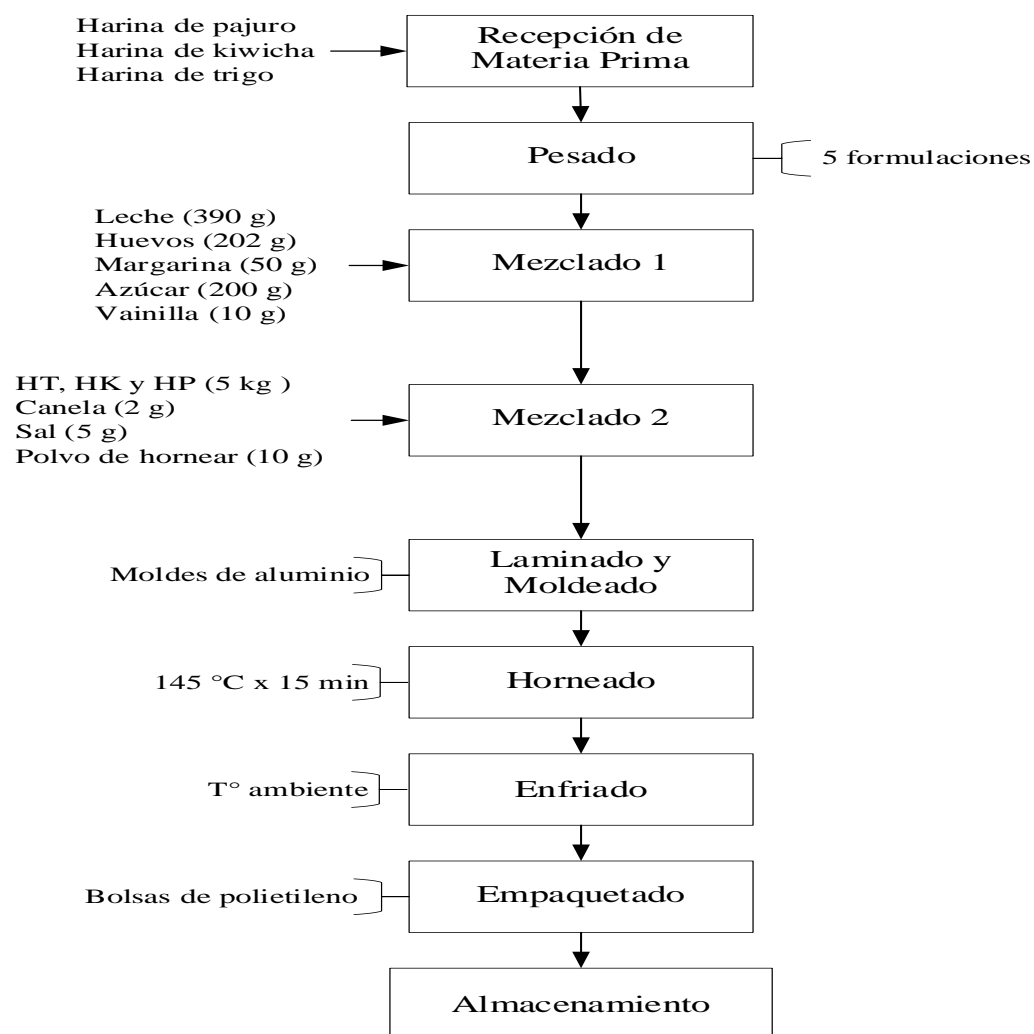 Harina de pajuro
Harina de kiwicha
Harina de trigo
Recepción de
Materia Prima
Pesado
5 formulaciones
Leche (390 g)
Huevos (202 g)
Margarina (50 g)
Azúcar (200 g)
Vainilla (10 g)
Mezclado 1
HT, HK y HP (5 kg )
Canela (2 g)
Sal (5 g)
Polvo de hornear (10 g)
Mezclado 2
Moldes de aluminio
Laminado y
Moldeado
145 °C x 15 min
Horneado
T° ambiente
Enfriado
Bolsas de polietileno
Empaquetado
Almacenamiento